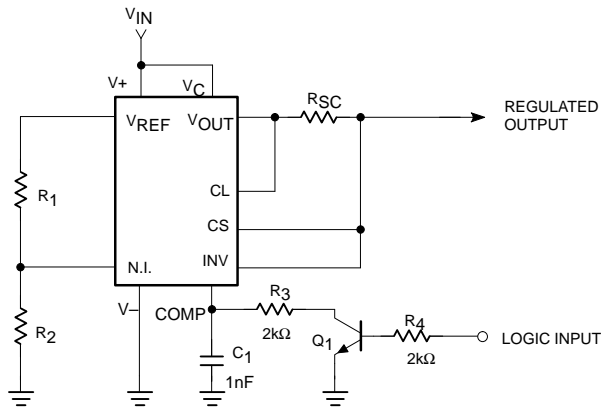 VIN
V+
VC
VREF
VOUT
RSC
REGULATED
OUTPUT
R1
CL
CS
N.I.
INV
R2
V–
COMP
R3
2kΩ
C1
1nF
Q1
R4
2kΩ
LOGIC INPUT